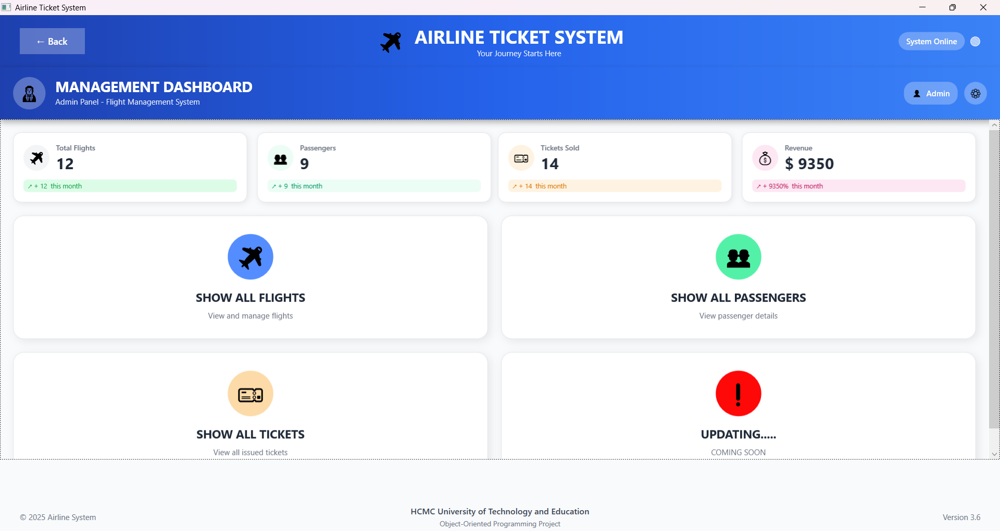 Airline Ticket System
← Back
AIRLINE TICKET SYSTEM
Your Journey Starts Here
System Online
MANAGEMENT DASHBOARD
Admin Panel - Flight Management System
Admin
Total Flights
12
↗ + 12 this month
Passengers
9
↗ + 9 this month
Tickets Sold
14
↗ + 14 this month
Revenue
$ 9350
↗ + 9350% this month
SHOW ALL FLIGHTS
View and manage flights
SHOW ALL PASSENGERS
View passenger details
SHOW ALL TICKETS
View all issued tickets
UPDATING.....
COMING SOON
© 2025 Airline System
HCMC University of Technology and Education
Object-Oriented Programming Project
Version 3.6